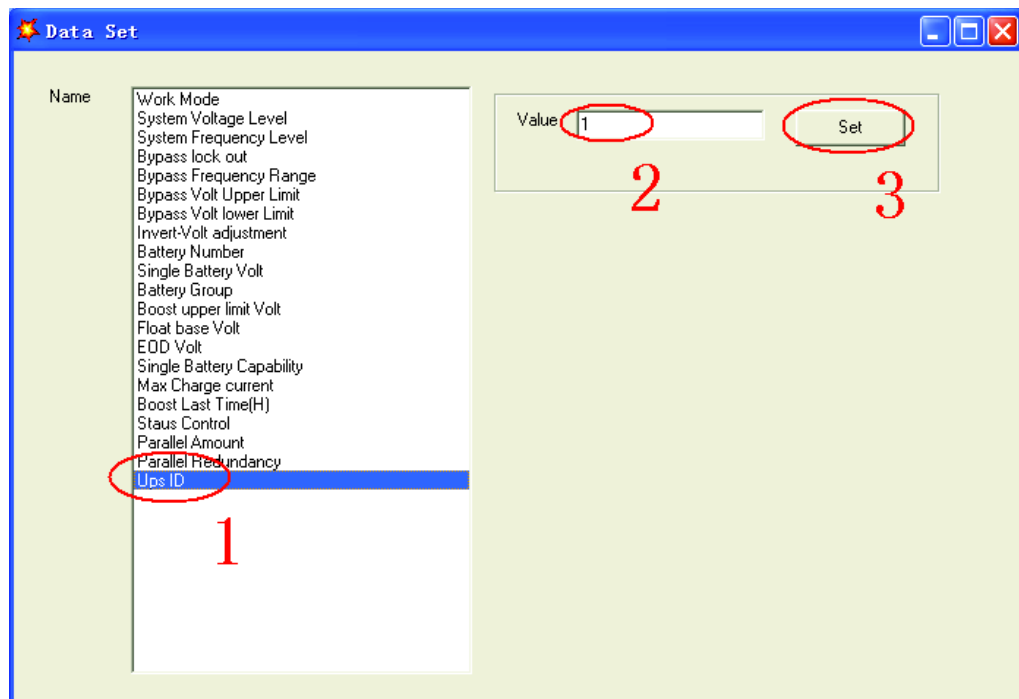 Data Set
Name
Work Mode
System Voltage Level
System Frequency Level
Bypass lock out
Bypass Frequency Range
Bypass Volt Upper Limit
Bypass Volt lower Limit
Invert-Volt adjustment
Battery Number
Single Battery Volt
Battery Group
Boost upper limit Volt
Float base Volt
EOD Volt
Single Battery Capability
Max Charge current
Boost Last Time(H)
Staus Control
Parallel Amount
Parallel Redundancy
Ups ID
1
Value 1
Set
2
3